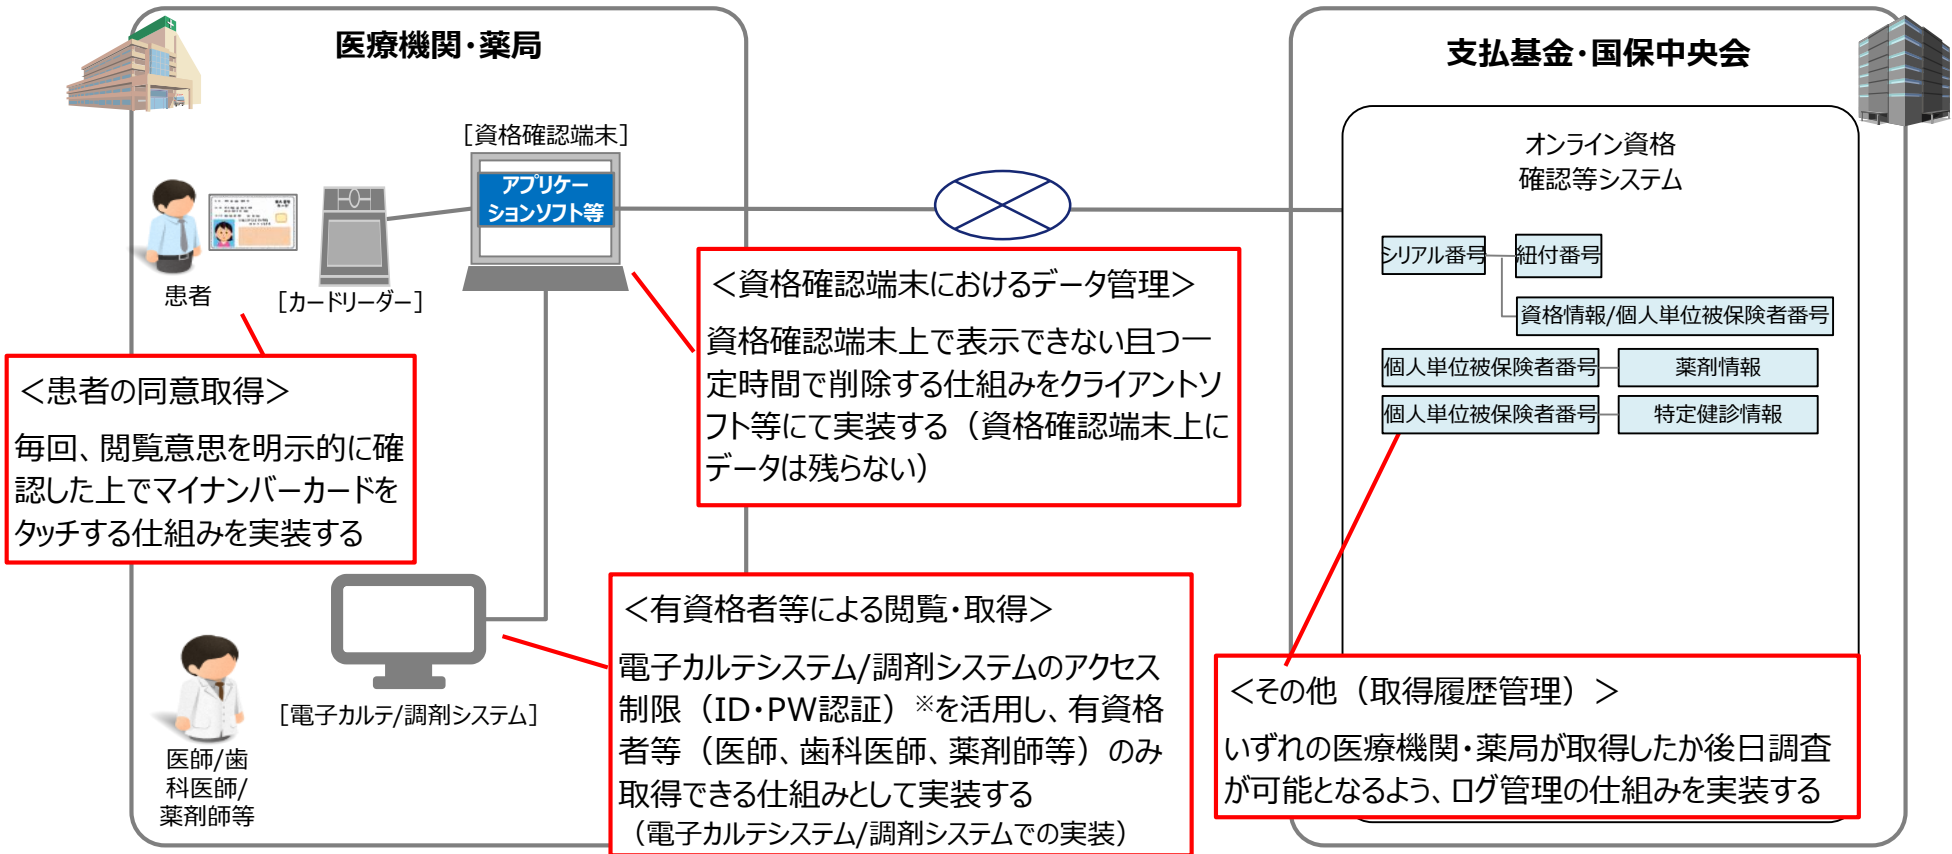 医療機関・薬局
支払基金・国保中央会
[資格確認端末]
アプリケー
ションソフト等
患者
[カードリーダー]
オンライン資格
確認等システム
シリアル番号
紐付番号
資格情報/個人単位被保険者番号
個人単位被保険者番号
薬剤情報
個人単位被保険者番号
特定健診情報
＜資格確認端末におけるデータ管理＞
資格確認端末上で表示できない且つ一
定時間で削除する仕組みをクライアントソ
フト等にて実装する（資格確認端末上に
データは残らない）
＜患者の同意取得＞
毎回、閲覧意思を明示的に確
認した上でマイナンバーカードを
タッチする仕組みを実装する
[電子カルテ/調剤システム]
医師/歯
科医師/
薬剤師等
＜有資格者等による閲覧・取得＞
電子カルテシステム/調剤システムのアクセス
制限（ID・PW認証）※を活用し、有資格
者等（医師、歯科医師、薬剤師等）のみ
取得できる仕組みとして実装する
（電子カルテシステム/調剤システムでの実装）
＜その他（取得履歴管理）＞
いずれの医療機関・薬局が取得したか後日調査
が可能となるよう、ログ管理の仕組みを実装する